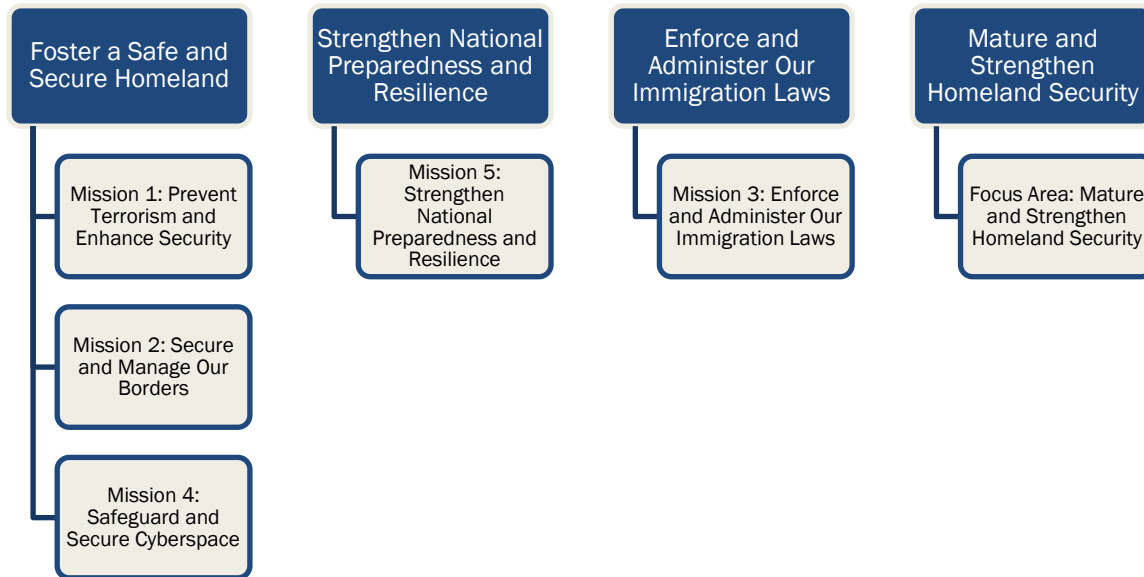 Foster a Safe and
Secure Homeland
Mission 1: Prevent
Terrorism and
Enhance Security
Mission 2: Secure
and Manage Our
Borders
Mission 4:
Safeguard and
Secure Cyberspace
Strengthen National
Preparedness and
Resilience
Mission 5:
Strengthen
National
Preparedness and
Resilience
Enforce and
Administer Our
Immigration Laws
Mission 3: Enforce
and Administer Our
Immigration Laws
Mature and
Strengthen
Homeland Security
Focus Area: Mature
and Strengthen
Homeland Security